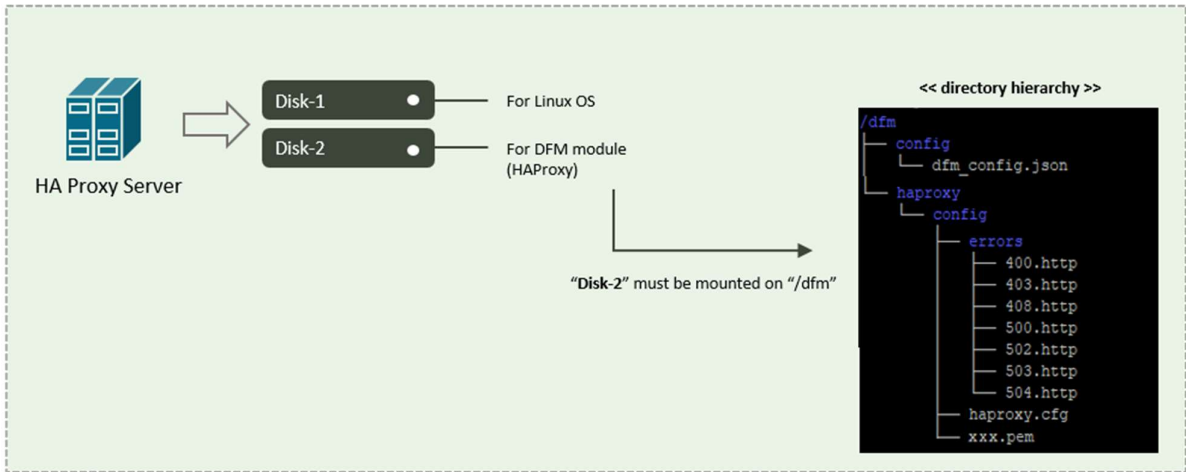 HA Proxy Server
Disk-1
Disk-2
For Linux OS
For DFM module
(HAProxy)
“Disk-2” must be mounted on “/dfm”
<< directory hierarchy >>
/dfm
config
dfm_config.json
haproxy
config
errors
400.http
403.http
408.http
500.http
502.http
503.http
504.http
haproxy.cfg
xxx.pem